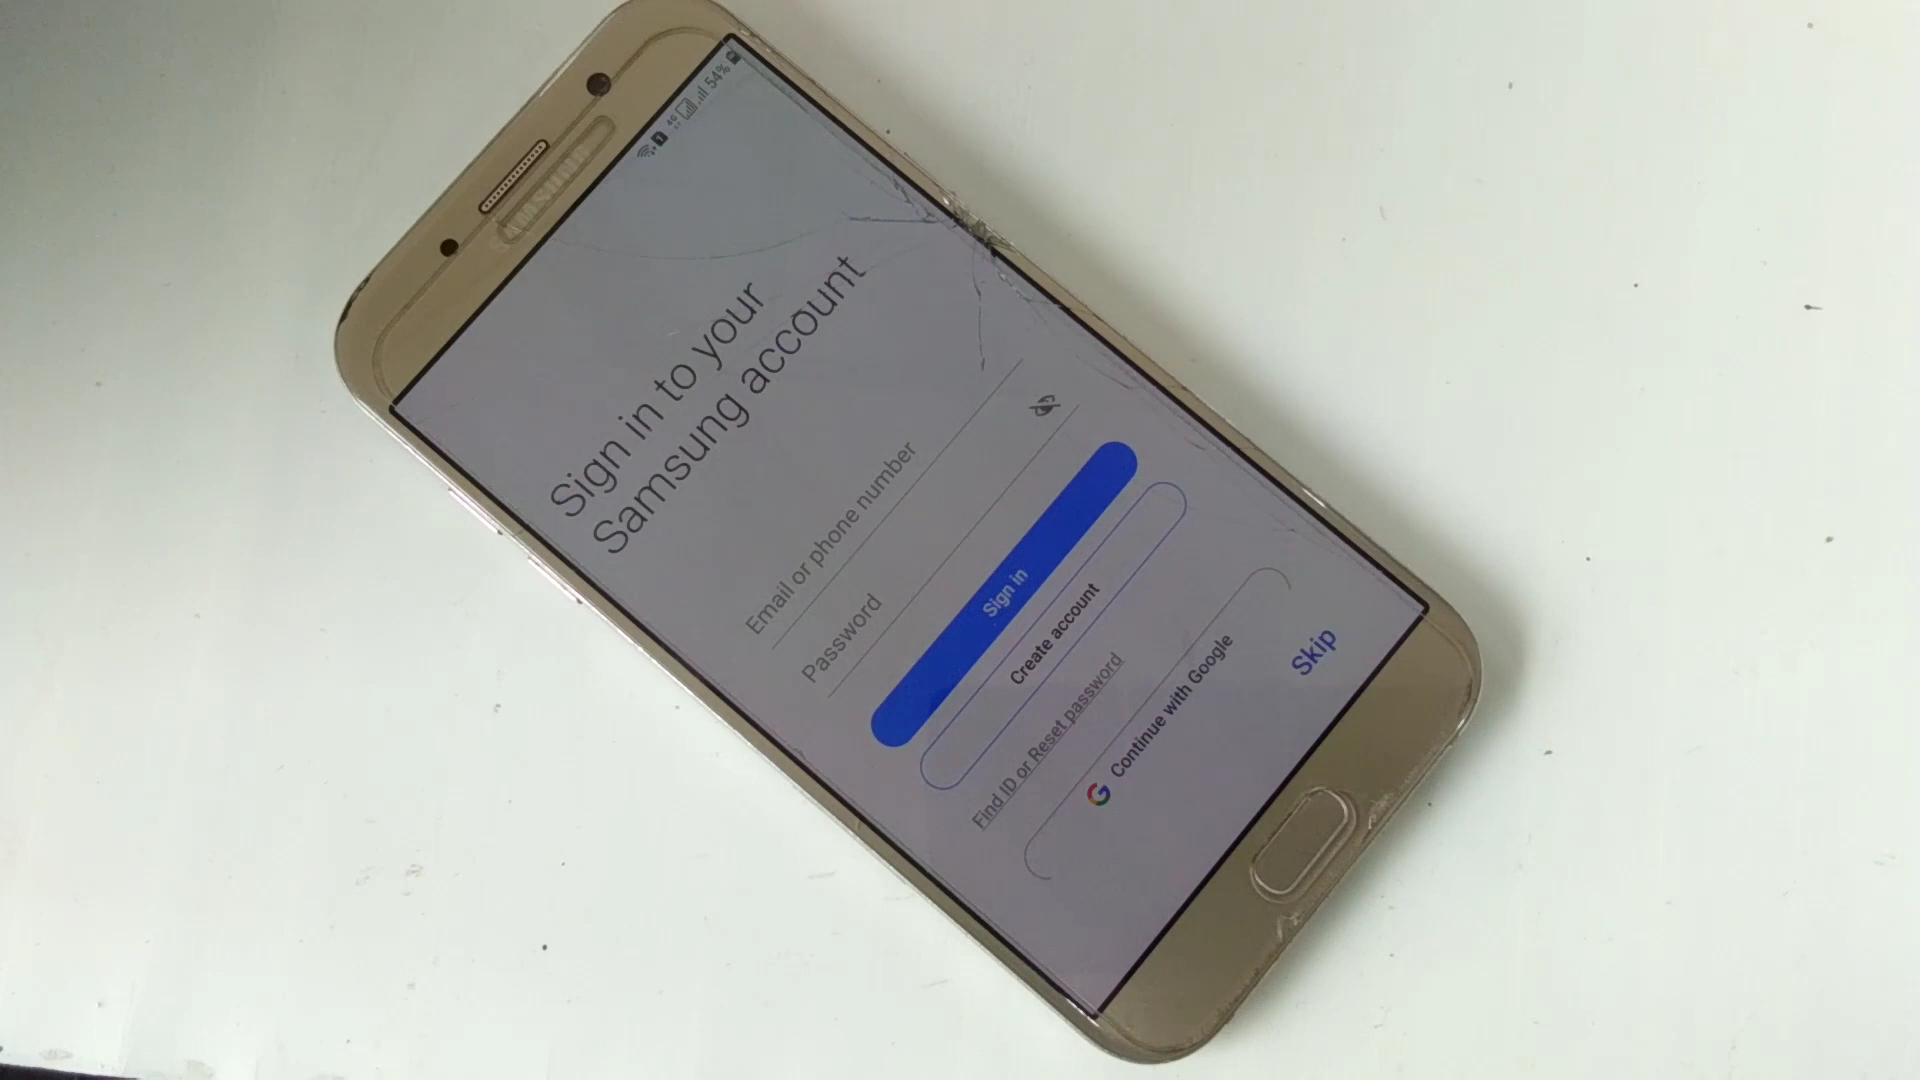 SAMSUNG
4G
54%
Sign in to your
Samsung account
Email or phone number
Password
Sign in
Create account
Find ID or Reset password
G Continue with Google
Skip